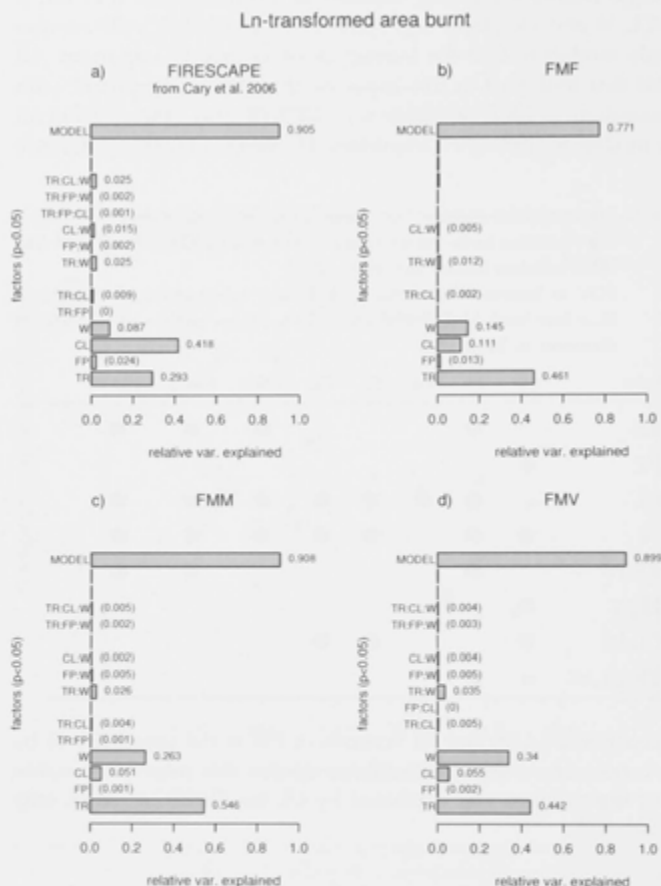 Ln-transformed area burnt
a) FIRESCAPE
from Cary et al. 2006
factors (p<0.05)
MODEL 0.905
TR:CL:W 0.025
TR:FP:W (0.002)
TR:FP:CL (0.001)
CL:W (0.015)
FP:W (0.002)
TR:W 0.025
TR:CL (0.009)
TR:FP (0)
W 0.087
CL 0.418
FP (0.024)
TR 0.293
0.0 0.2 0.4 0.6 0.8 1.0
relative var. explained
b) FMF
factors (p<0.05)
MODEL 0.771
CL:W (0.005)
TR:W (0.012)
TR:CL (0.002)
W 0.145
CL 0.111
FP (0.013)
TR 0.461
0.0 0.2 0.4 0.6 0.8 1.0
relative var. explained
c) FMM
factors (p<0.05)
MODEL 0.908
TR:CL:W (0.005)
TR:FP:W (0.002)
CL:W (0.002)
FP:W (0.005)
TR:W 0.026
TR:CL (0.004)
TR:FP (0.001)
W 0.263
CL 0.051
FP (0.001)
TR 0.546
0.0 0.2 0.4 0.6 0.8 1.0
relative var. explained
d) FMV
factors (p<0.05)
MODEL 0.899
TR:CL:W (0.004)
TR:FP:W (0.003)
CL:W (0.004)
FP:W (0.005)
TR:W 0.035
FP:CL (0)
TR:CL (0.005)
W 0.34
CL 0.055
FP (0.002)
TR 0.442
0.0 0.2 0.4 0.6 0.8 1.0
relative var. explained